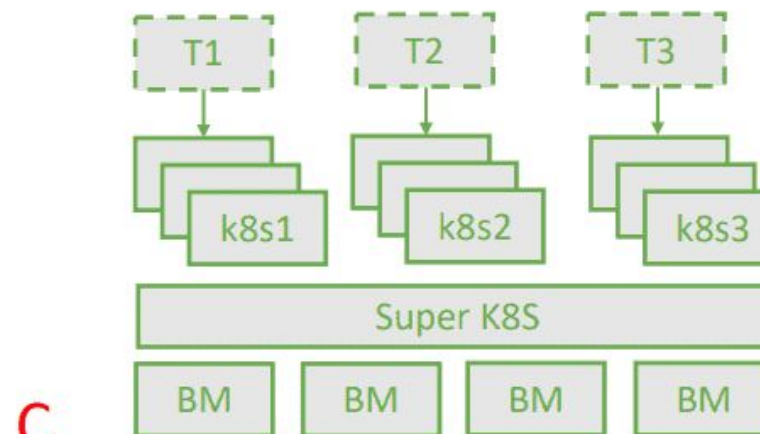 T1 T2 T3
k8s1 k8s2 k8s3
Super K8S
BM BM BM BM
C